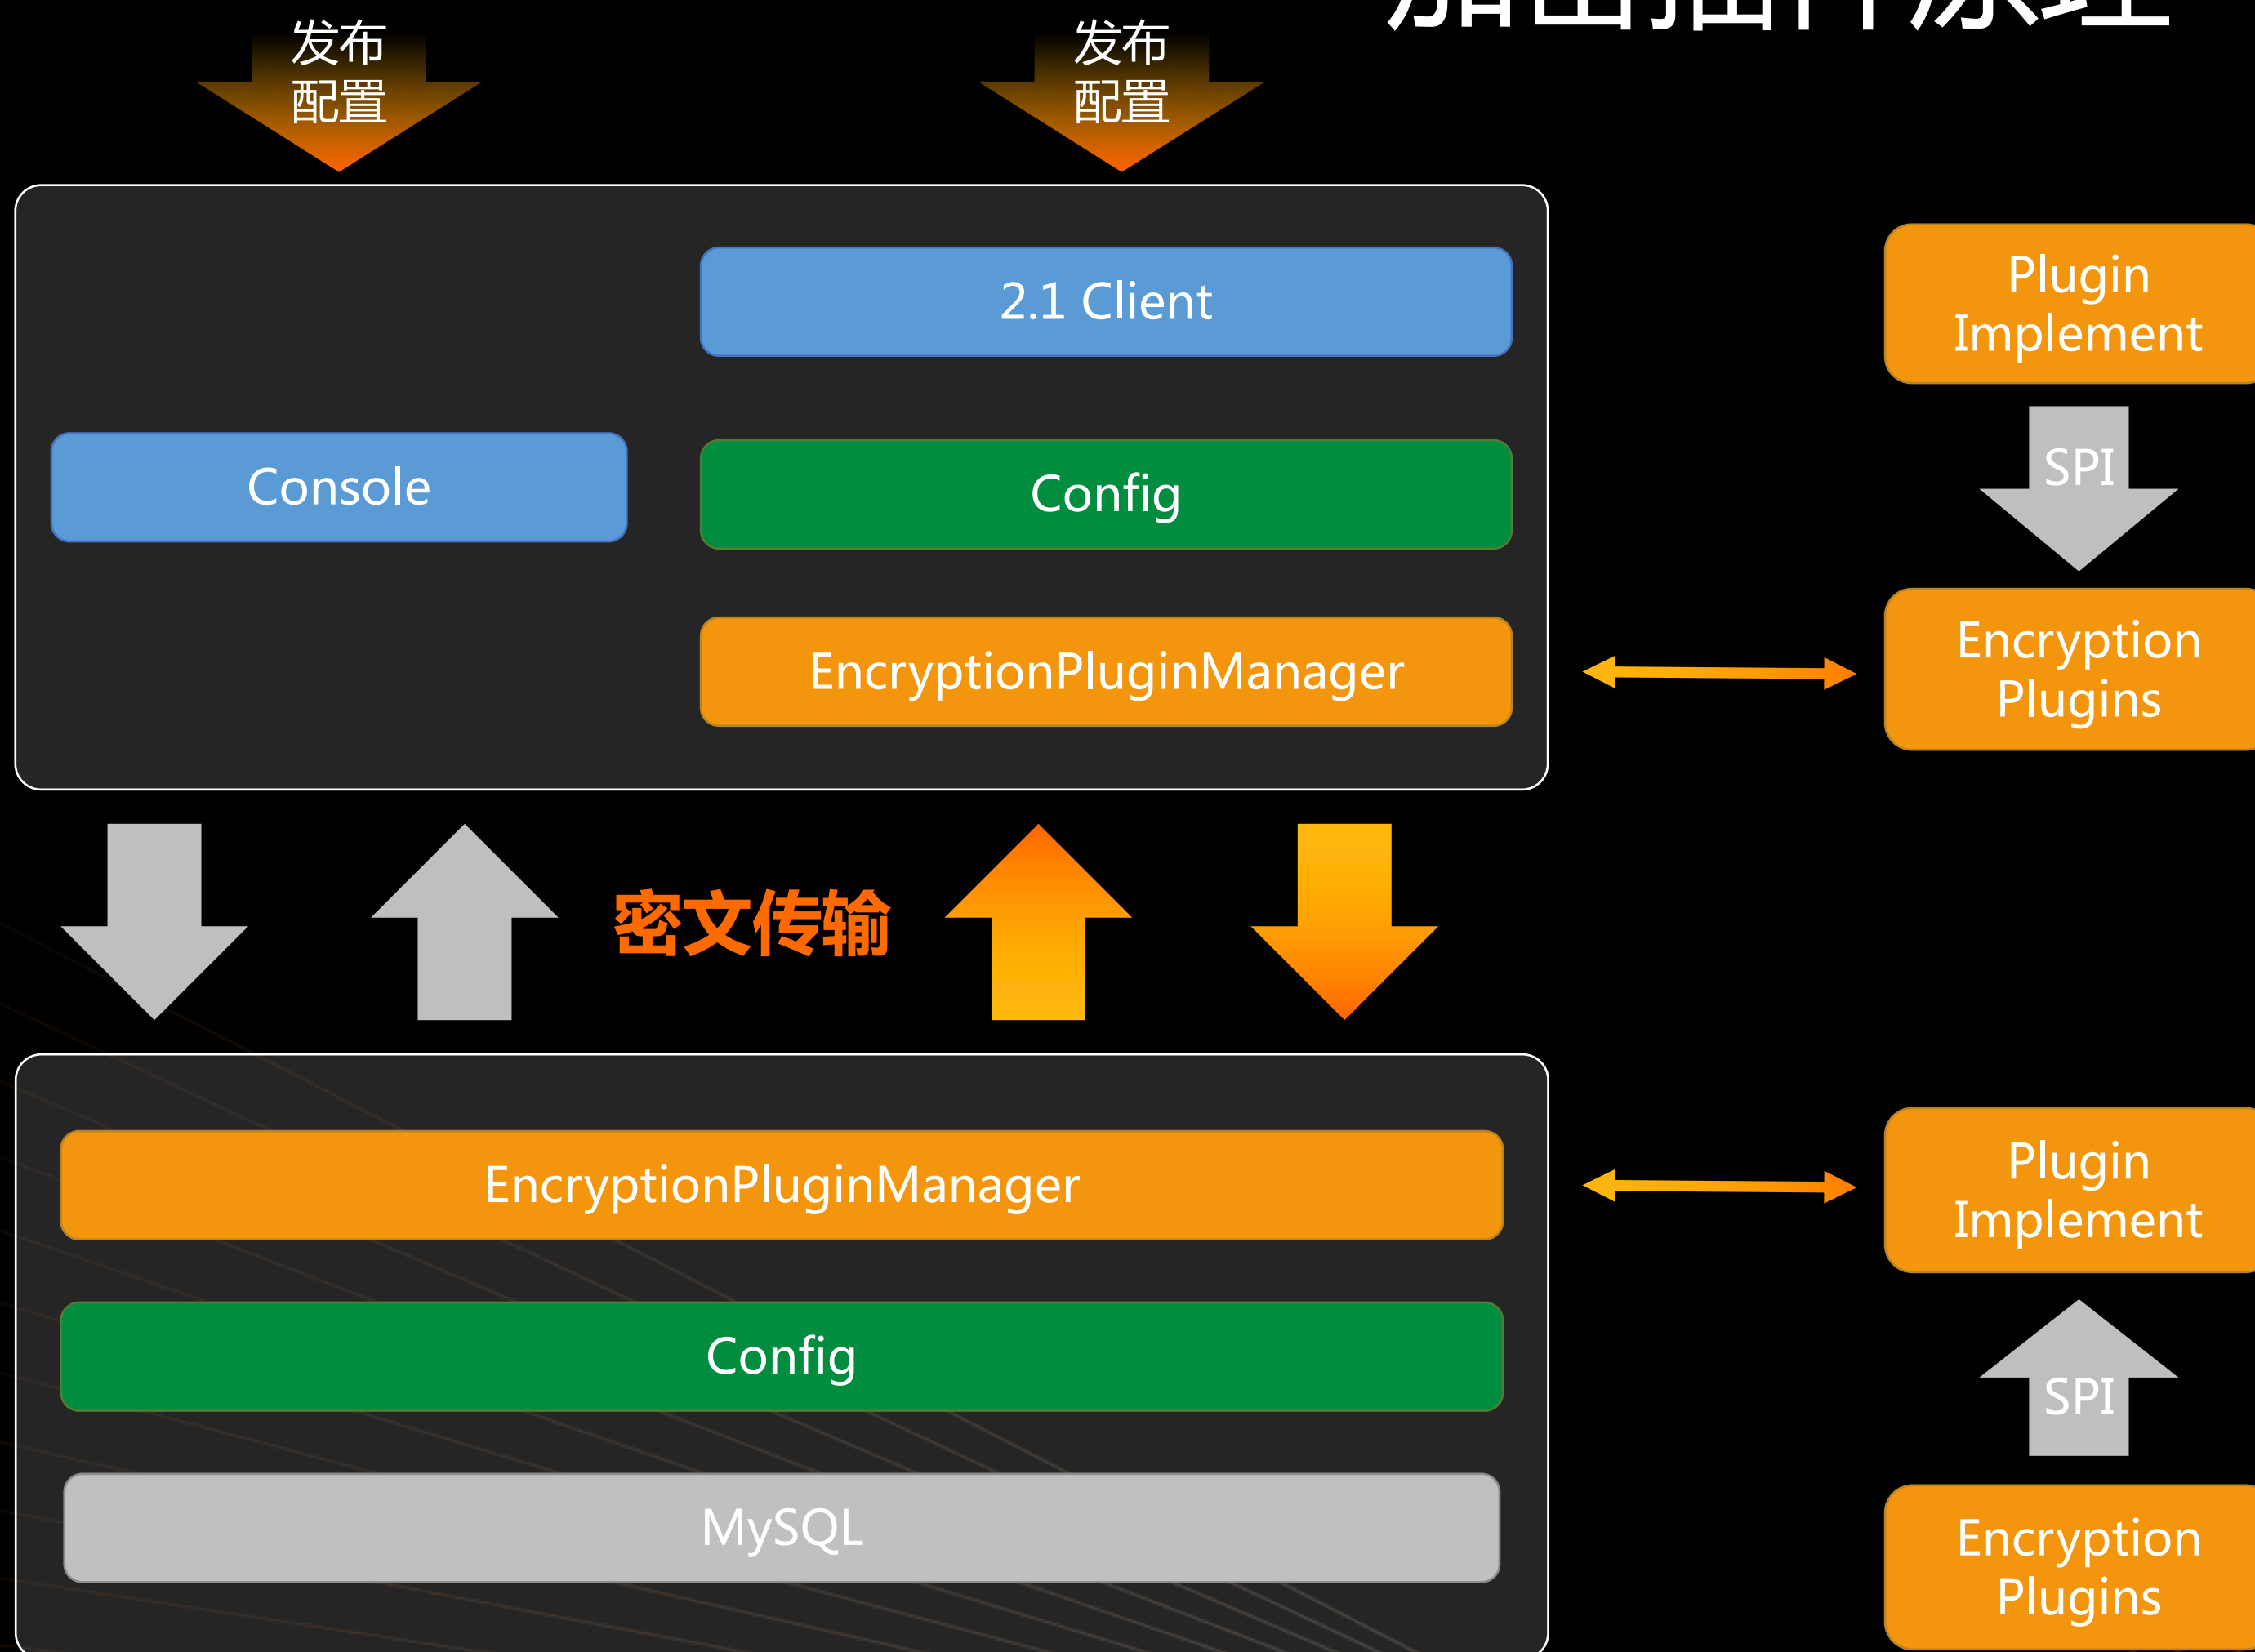 发布
配置
发布
配置
2.1 Client
Console
Config
EncryptionPluginManager
Plugin
Implement
SPI
Encryption
Plugins
密文传输
EncryptionPluginManager
Config
MySQL
Plugin
Implement
SPI
Encryption
Plugins